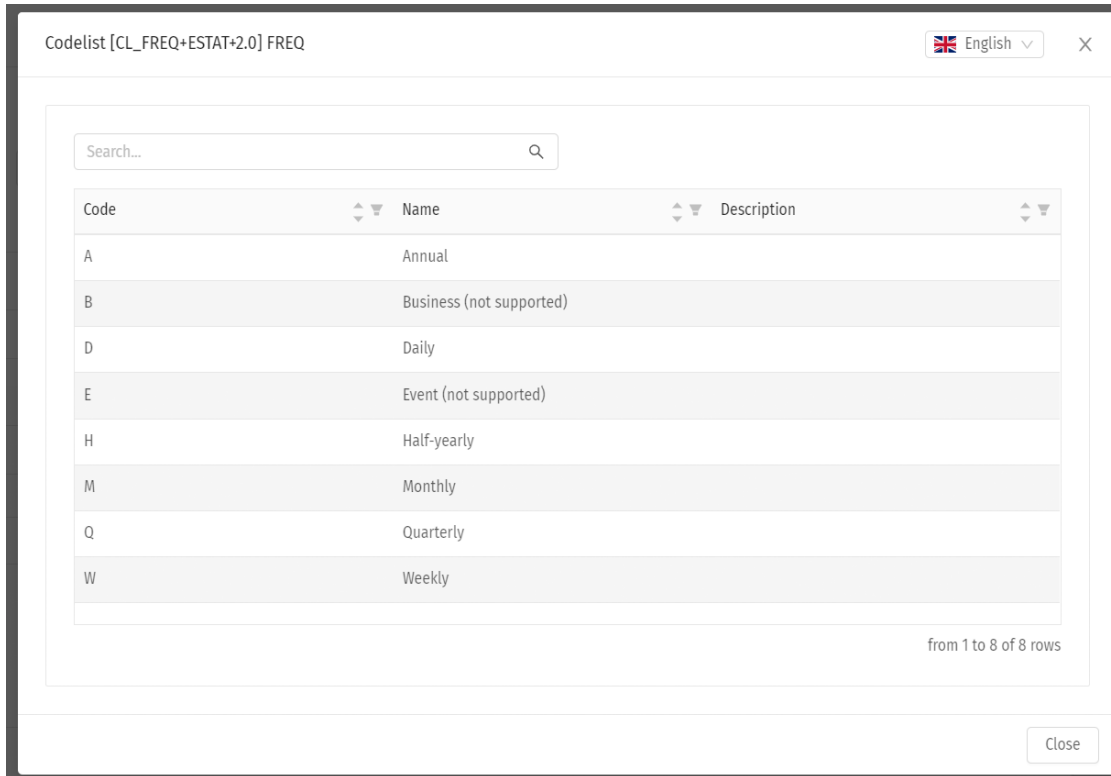 Codelist [CL_FREQ+ESTAT+2.0] FREQ English
Search...
Code Name Description
A Annual
B Business (not supported)
D Daily
E Event (not supported)
H Half-yearly
M Monthly
Q Quarterly
W Weekly
from 1 to 8 of 8 rows
Close